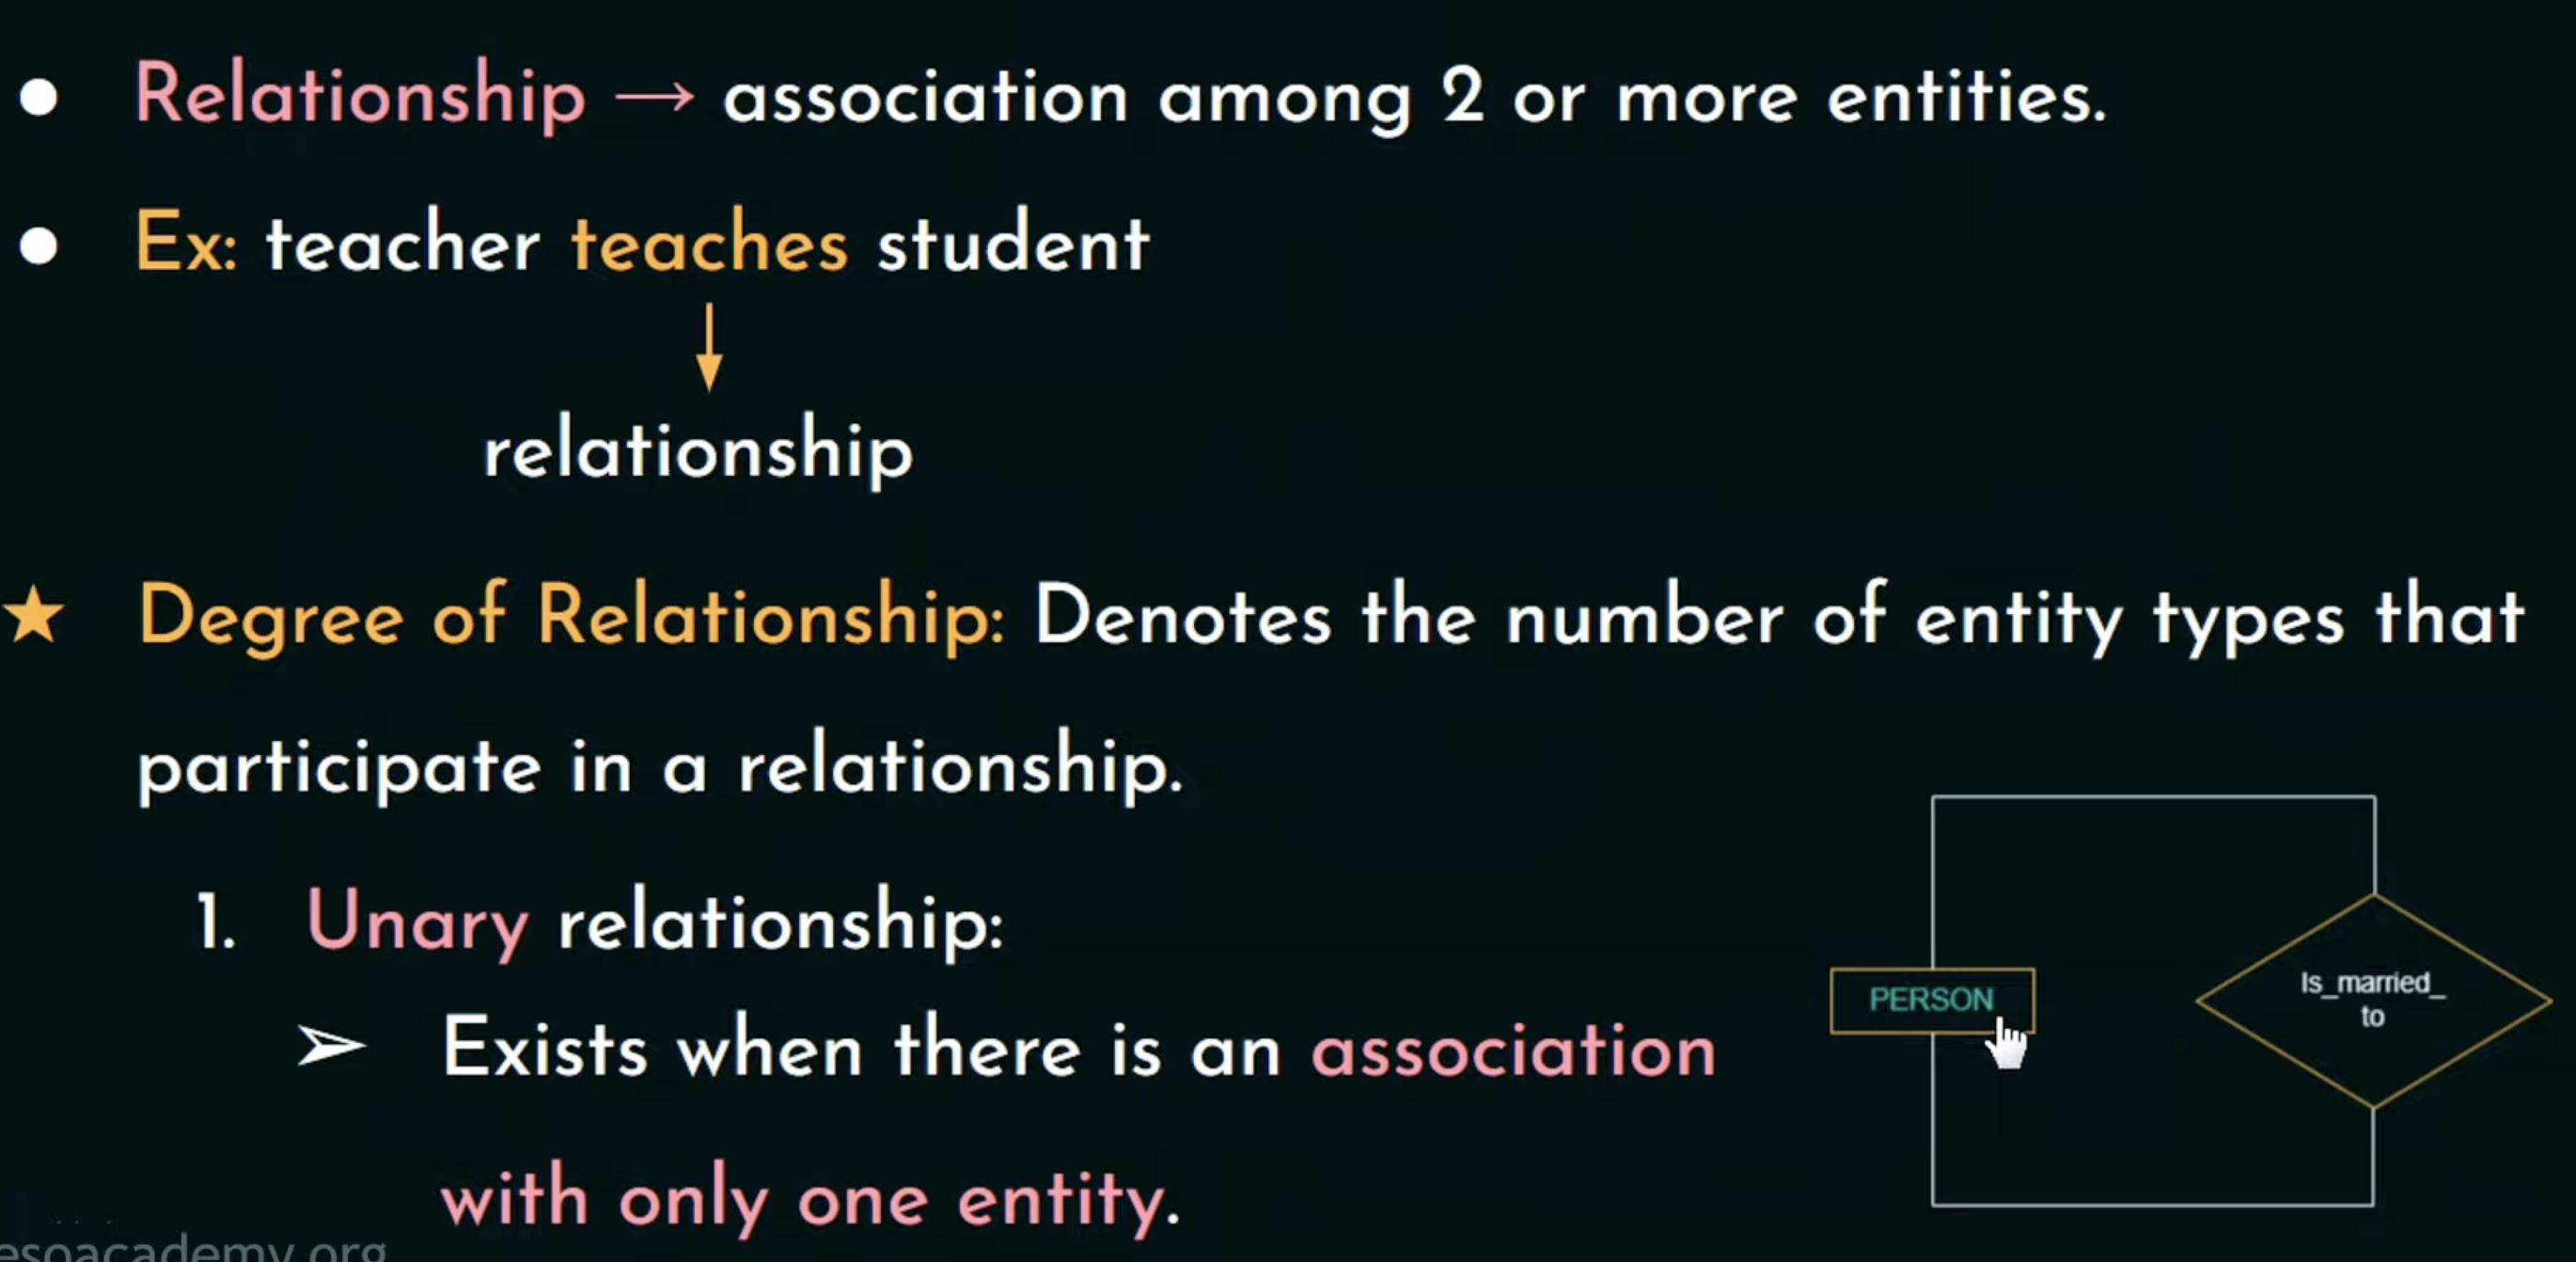 ● Relationship → association among 2 or more entities.
● Ex: teacher teaches student
relationship
★ Degree of Relationship: Denotes the number of entity types that
participate in a relationship.
1. Unary relationship:
➢ Exists when there is an association
with only one entity.
PERSON
Is_married_
to
esoacademy.org